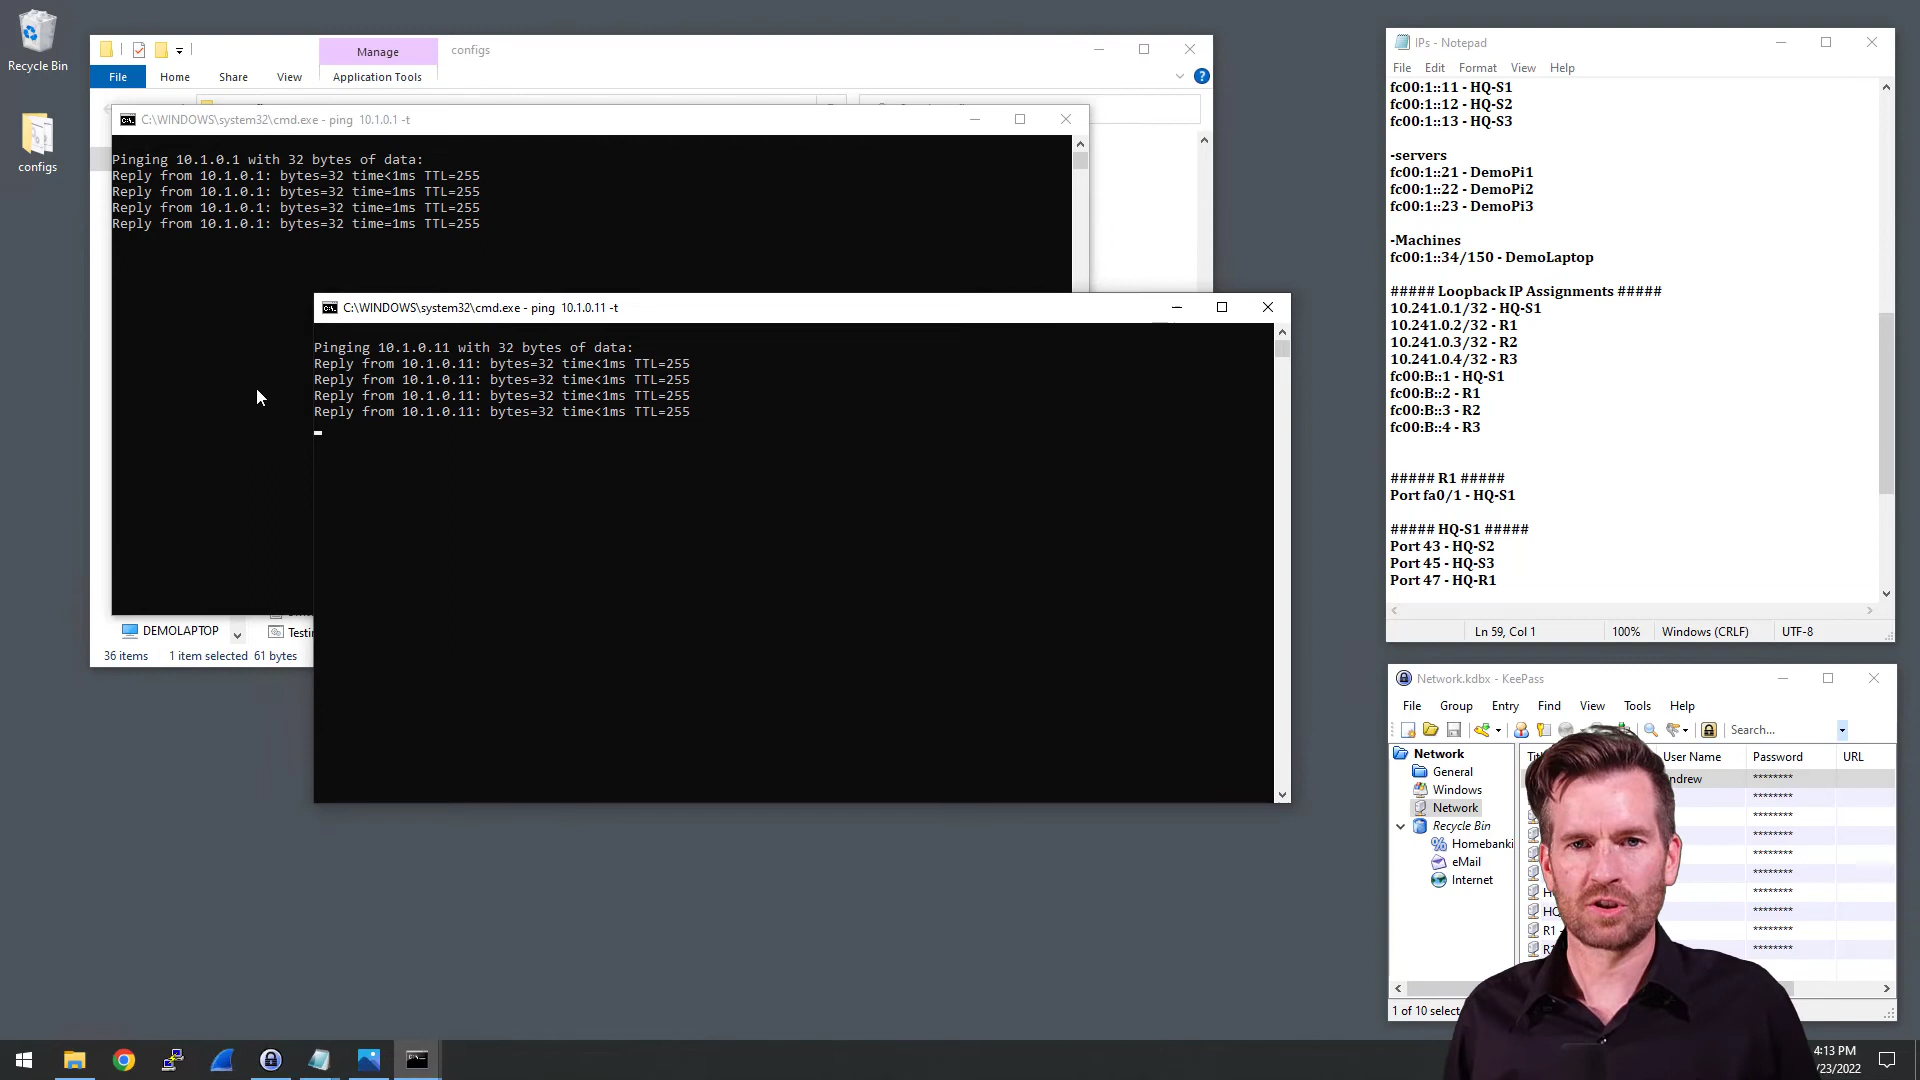 Recycle Bin
configs
Manage
configs
File
Home
Share
View
Application Tools
C:\WINDOWS\system32\cmd.exe - ping  10.1.0.1 -t
Pinging 10.1.0.1 with 32 bytes of data:
Reply from 10.1.0.1: bytes=32 time<1ms TTL=255
Reply from 10.1.0.1: bytes=32 time=1ms TTL=255
Reply from 10.1.0.1: bytes=32 time=1ms TTL=255
Reply from 10.1.0.1: bytes=32 time=1ms TTL=255
C:\WINDOWS\system32\cmd.exe - ping  10.1.0.11 -t
Pinging 10.1.0.11 with 32 bytes of data:
Reply from 10.1.0.11: bytes=32 time<1ms TTL=255
Reply from 10.1.0.11: bytes=32 time<1ms TTL=255
Reply from 10.1.0.11: bytes=32 time<1ms TTL=255
Reply from 10.1.0.11: bytes=32 time<1ms TTL=255
DEMOLAPTOP
Testin
36 items
1 item selected
61 bytes
IPs - Notepad
File
Edit
Format
View
Help
fc00:1::11 - HQ-S1
fc00:1::12 - HQ-S2
fc00:1::13 - HQ-S3
-servers
fc00:1::21 - DemoPi1
fc00:1::22 - DemoPi2
fc00:1::23 - DemoPi3
-Machines
fc00:1::34/150 - DemoLaptop
##### Loopback IP Assignments #####
10.241.0.1/32 - HQ-S1
10.241.0.2/32 - R1
10.241.0.3/32 - R2
10.241.0.4/32 - R3
fc00:B::1 - HQ-S1
fc00:B::2 - R1
fc00:B::3 - R2
fc00:B::4 - R3
##### R1 #####
Port fa0/1 - HQ-S1
##### HQ-S1 #####
Port 43 - HQ-S2
Port 45 - HQ-S3
Port 47 - HQ-R1
Ln 59, Col 1
100%
Windows (CRLF)
UTF-8
Network.kdbx - KeePass
File
Group
Entry
Find
View
Tools
Help
Search...
Network
General
Windows
Network
Recycle Bin
Homebanki
eMail
Internet
User Name
Password
URL
ndrew
********
********
********
********
********
********
********
********
********
********
R1
1 of 10 select
4:13 PM
/23/2022